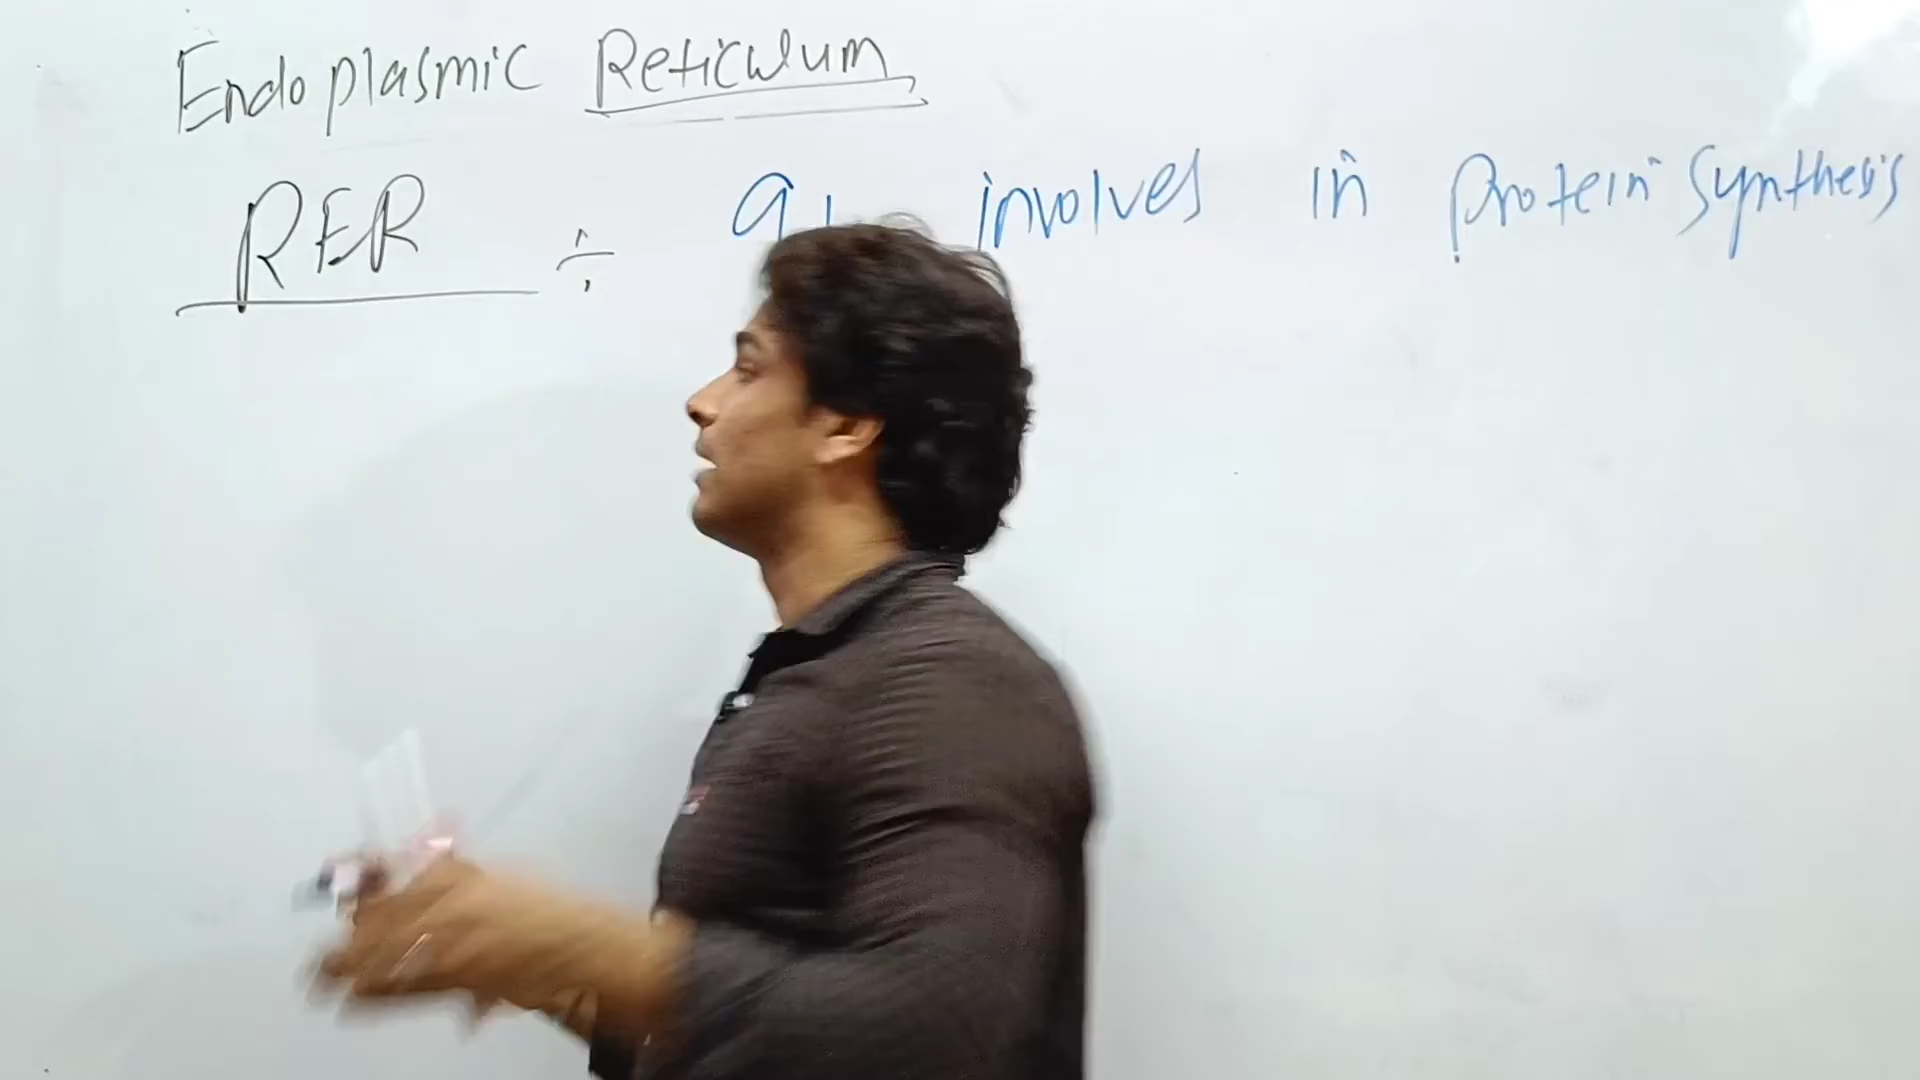 Endoplasmic Reticulum
RER ÷ involves in Protein Synthesis